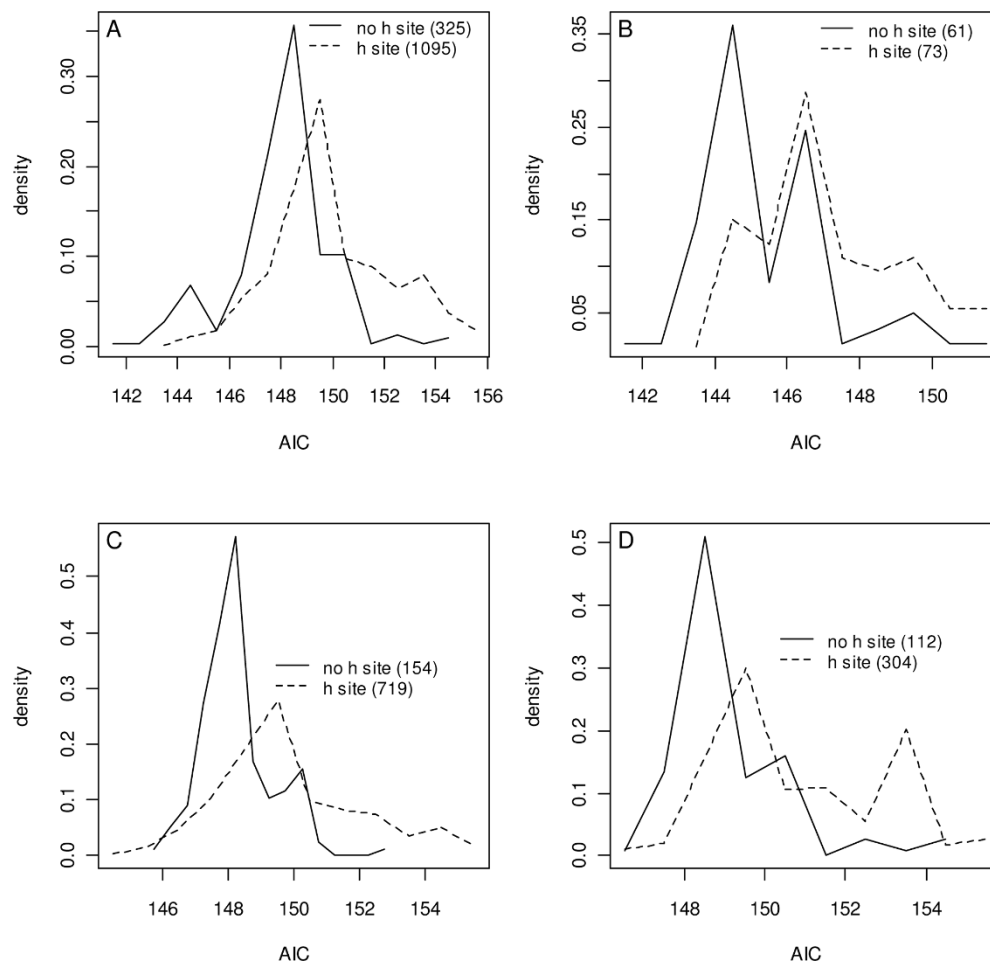 A
no h site (325)
h site (1095)
density
0.00 0.10 0.20 0.30
142 144 146 148 150 152 154 156
AIC
B
no h site (61)
h site (73)
density
0.05 0.15 0.25 0.35
142 144 146 148 150
AIC
C
no h site (154)
h site (719)
density
0.0 0.1 0.2 0.3 0.4 0.5
146 148 150 152 154
AIC
D
no h site (112)
h site (304)
density
0.0 0.1 0.2 0.3 0.4 0.5
148 150 152 154
AIC